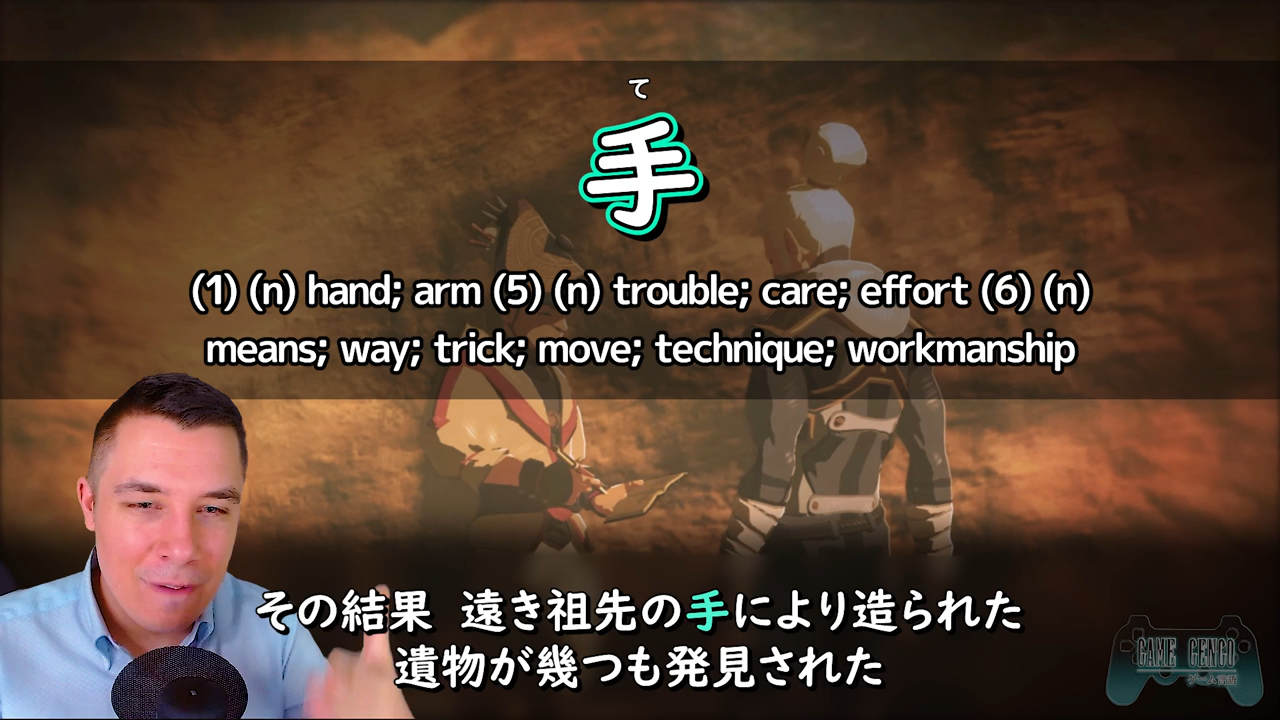 て
手
(1) (n) hand; arm (5) (n) trouble; care; effort (6) (n)
means; way; trick; move; technique; workmanship
その結果 遠き祖先の手により造られた
遺物が幾つも発見された
GAME GENGO
ゲーム言語